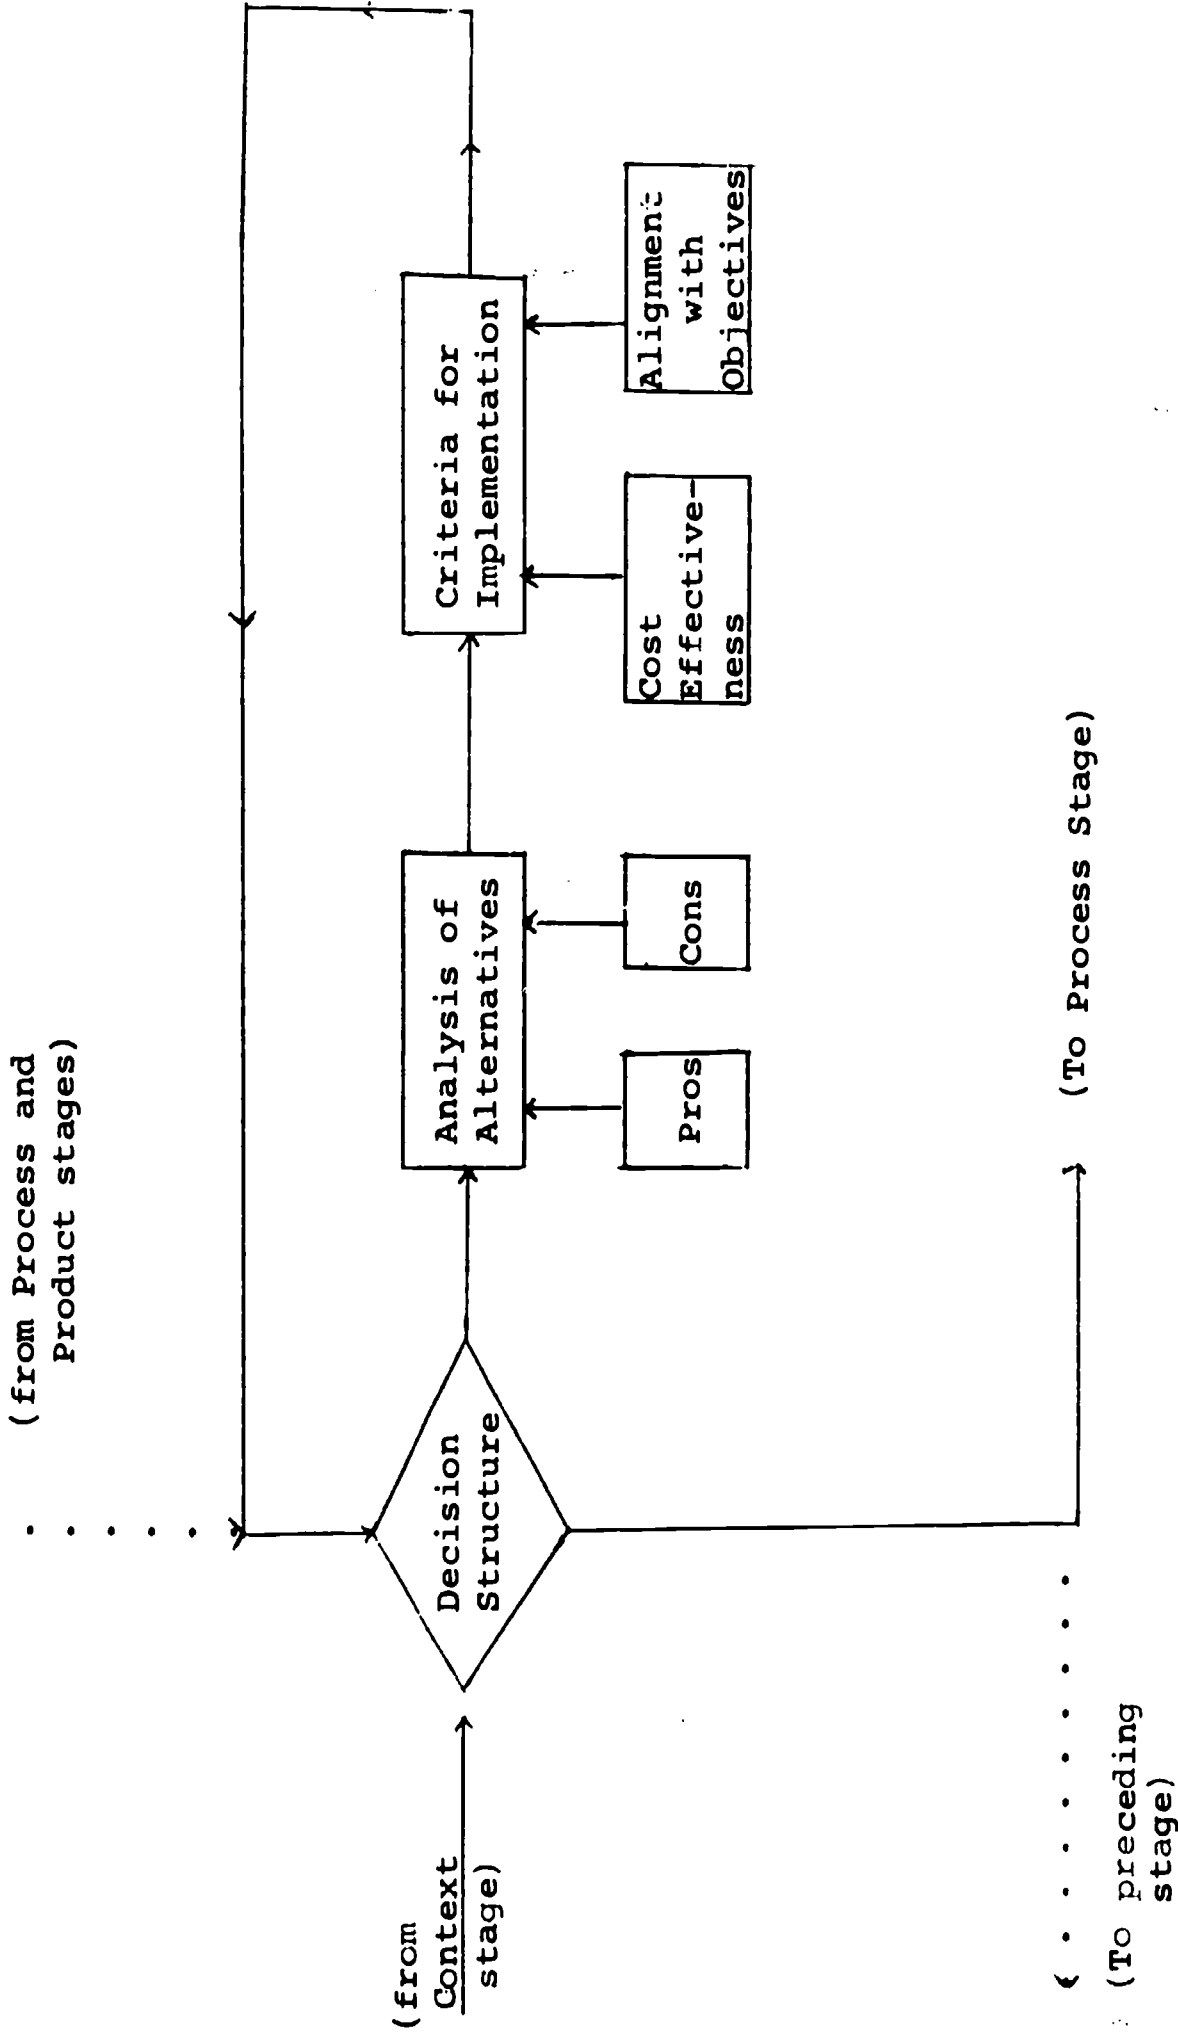 (from Process and
Product stages)
(from
Context
stage)
Decision
Structure
Analysis of
Alternatives
Criteria for
Implementation
Pros
Cons
Cost
Effective-
ness
Alignment
with
Objectives
(To Process Stage)
(To preceding
stage)